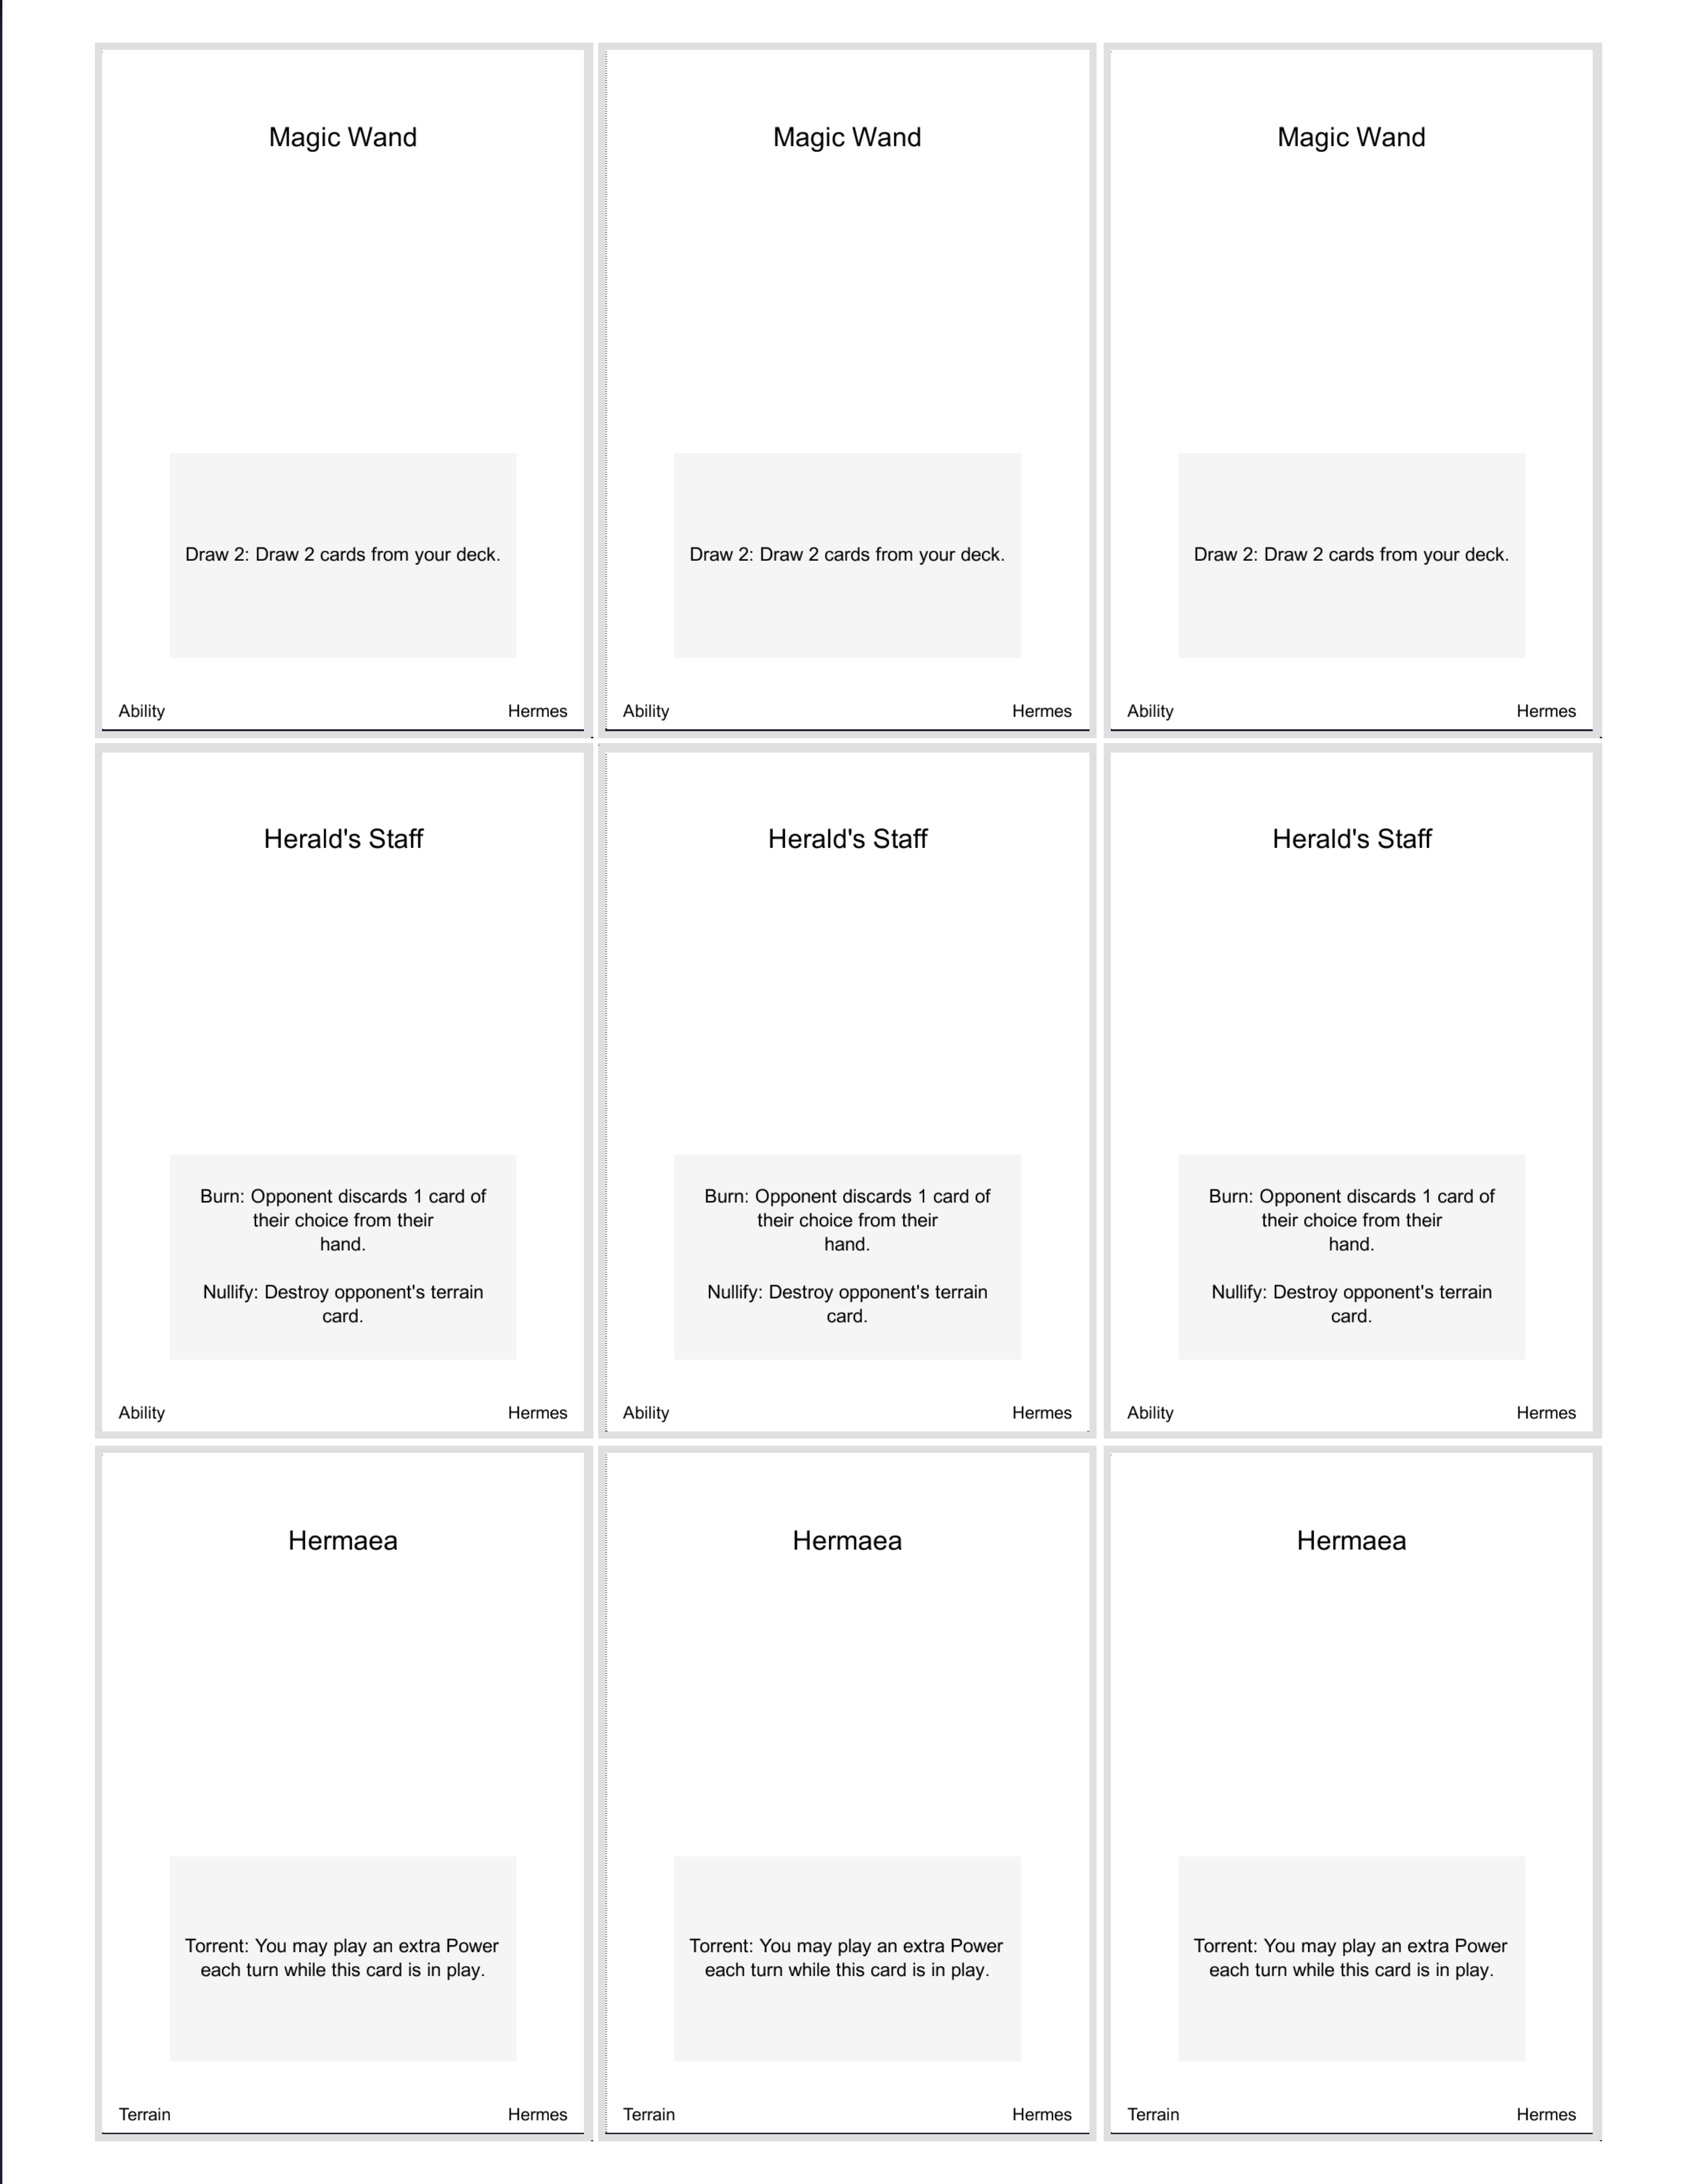 Magic Wand
Draw 2: Draw 2 cards from your deck.
Ability Hermes
Magic Wand
Draw 2: Draw 2 cards from your deck.
Ability Hermes
Magic Wand
Draw 2: Draw 2 cards from your deck.
Ability Hermes
Herald's Staff
Burn: Opponent discards 1 card of
their choice from their
hand.
Nullify: Destroy opponent's terrain
card.
Ability Hermes
Herald's Staff
Burn: Opponent discards 1 card of
their choice from their
hand.
Nullify: Destroy opponent's terrain
card.
Ability Hermes
Herald's Staff
Burn: Opponent discards 1 card of
their choice from their
hand.
Nullify: Destroy opponent's terrain
card.
Ability Hermes
Hermaea
Torrent: You may play an extra Power
each turn while this card is in play.
Terrain Hermes
Hermaea
Torrent: You may play an extra Power
each turn while this card is in play.
Terrain Hermes
Hermaea
Torrent: You may play an extra Power
each turn while this card is in play.
Terrain Hermes